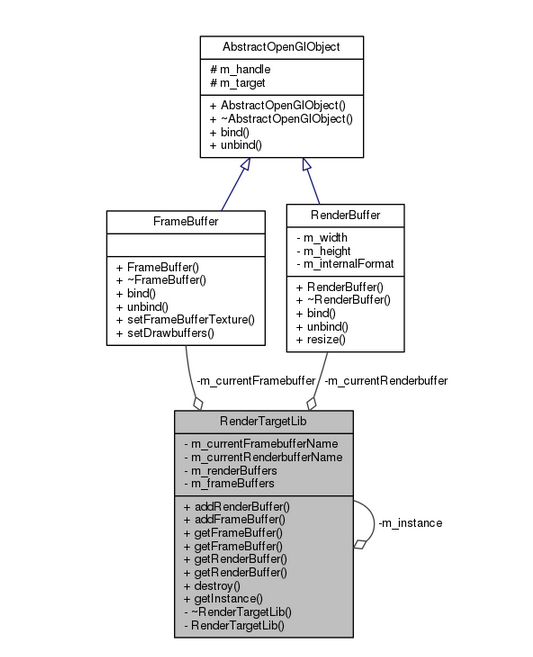 AbstractOpenGlObject
# m_handle
# m_target
+ AbstractOpenGlObject()
+ ~AbstractOpenGlObject()
+ bind()
+ unbind()
FrameBuffer
+ FrameBuffer()
+ ~FrameBuffer()
+ bind()
+ unbind()
+ setFrameBufferTexture()
+ setDrawbuffers()
RenderBuffer
- m_width
- m_height
- m_internalFormat
+ RenderBuffer()
+ ~RenderBuffer()
+ bind()
+ unbind()
+ resize()
-m_currentFramebuffer
-m_currentRenderbuffer
RenderTargetLib
- m_currentFramebufferName
- m_currentRenderbufferName
- m_renderBuffers
- m_frameBuffers
+ addRenderBuffer()
+ addFrameBuffer()
+ getFrameBuffer()
+ getFrameBuffer()
+ getRenderBuffer()
+ getRenderBuffer()
+ destroy()
+ getInstance()
- ~RenderTargetLib()
- RenderTargetLib()
-m_instance